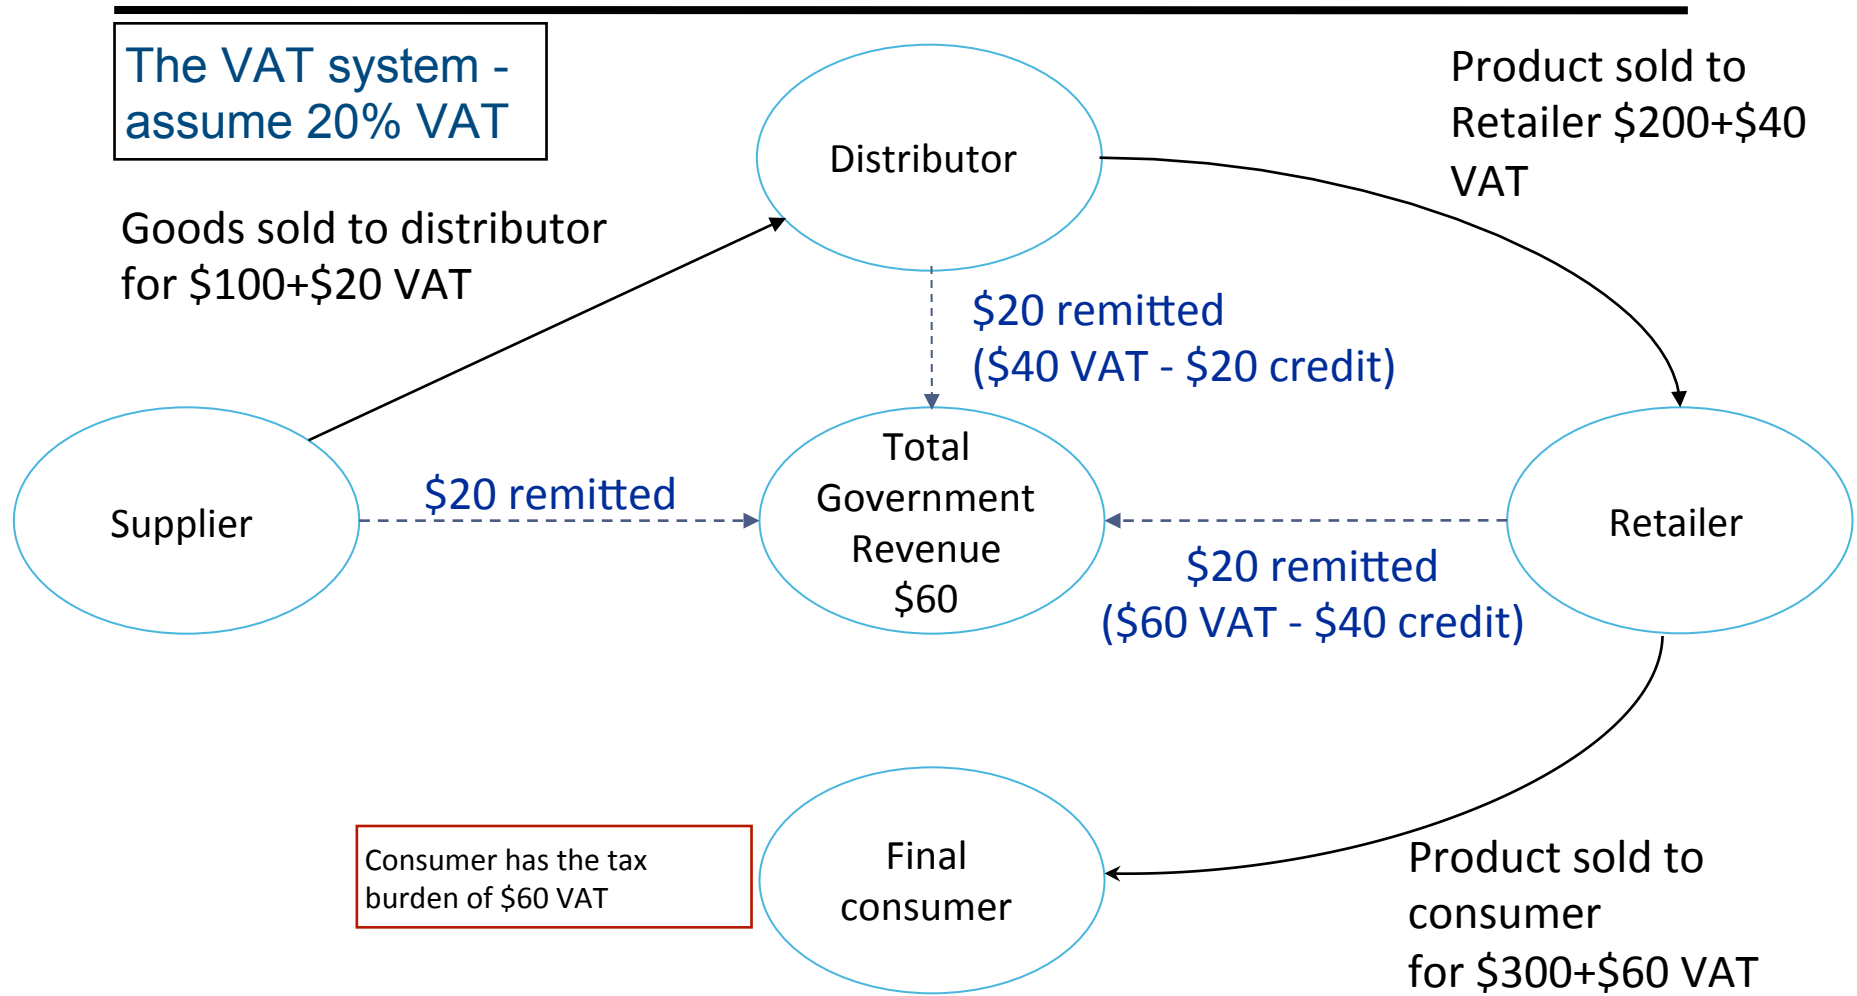 The VAT system -
assume 20% VAT
Distributor
Product sold to
Retailer $200+$40
VAT
Goods sold to distributor
for $100+$20 VAT
$20 remitted
($40 VAT - $20 credit)
Supplier
$20 remitted
Total
Government
Revenue
$60
Retailer
$20 remitted
($60 VAT - $40 credit)
Consumer has the tax
burden of $60 VAT
Final
consumer
Product sold to
consumer
for $300+$60 VAT